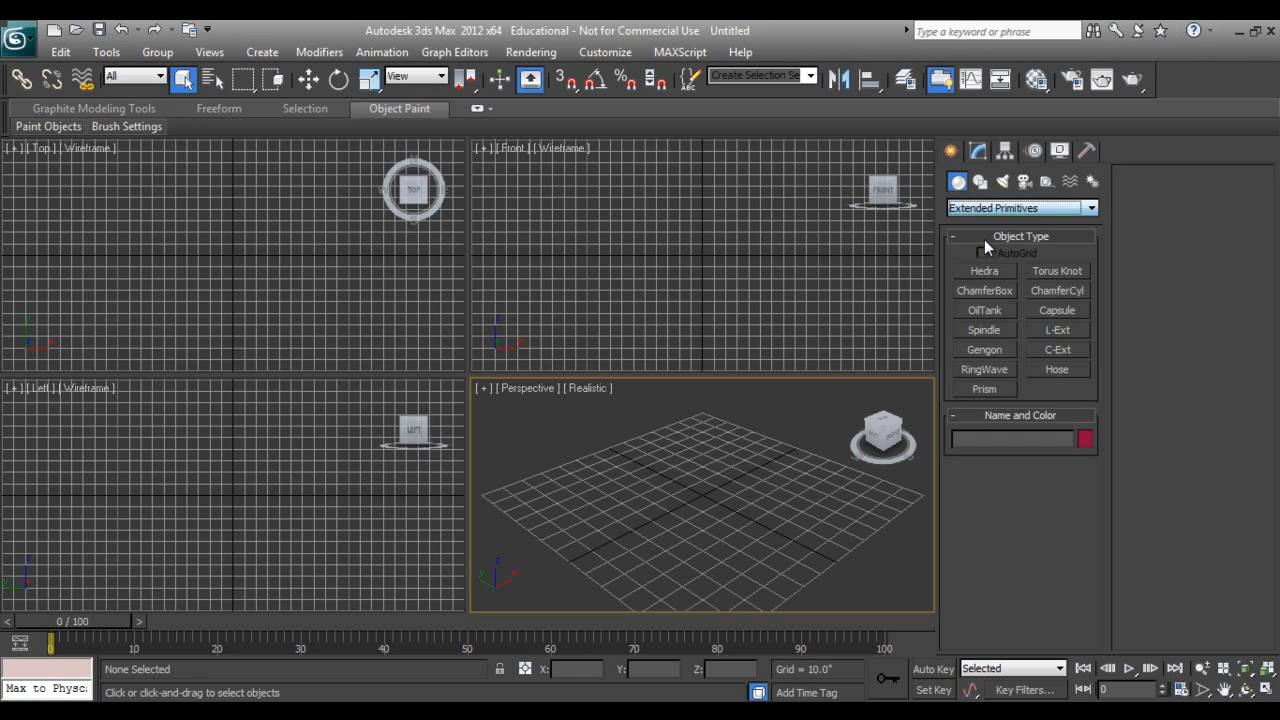 Autodesk 3ds Max 2012 x64 Educational - Not for Commercial Use Untitled
Type a keyword or phrase
Edit Tools Group Views Create Modifiers Animation Graph Editors Rendering Customize MAXScript Help
All
View
Create Selection Se
Graphite Modeling Tools Freeform Selection Object Paint
Paint Objects Brush Settings
[ + ] [ Top ] [ Wireframe ]
TOP
[ + ] [ Front ] [ Wireframe ]
FRONT
Extended Primitives
- Object Type
AutoGrid
Hedra Torus Knot
ChamferBox ChamferCyl
OilTank Capsule
Spindle L-Ext
Gengon C-Ext
RingWave Hose
Prism
- Name and Color
[ + ] [ Left ] [ Wireframe ]
LEFT
[ + ] [ Perspective ] [ Realistic ]
< 0 / 100 >
0 10 20 30 40 50 60 70 80 90 100
None Selected X: Y: Z: Grid = 10.0" Auto Key Selected
Max to Physc:
Click or click-and-drag to select objects Add Time Tag Set Key Key Filters... 0